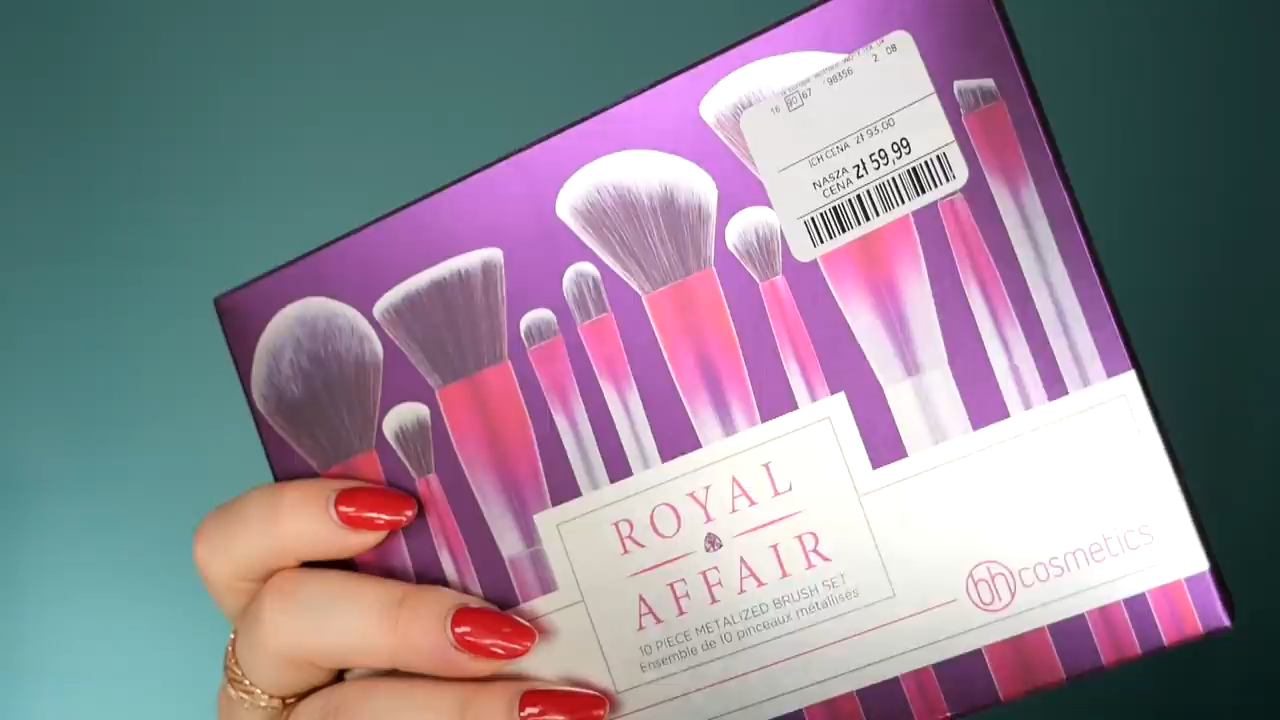 16 90 67 98356 2 08
ICH CENA zł 93,00
NASZA
CENA zł 59,99
ROYAL
AFFAIR
10 PIECE METALIZED BRUSH SET
Ensemble de 10 pinceaux métallisés
bh cosmetics